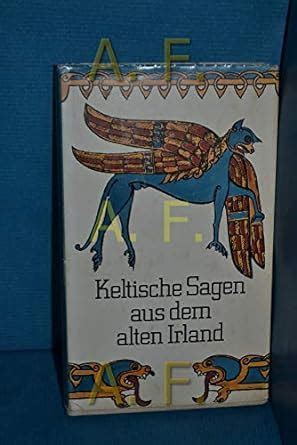 A. F.
Keltische Sagen
aus dem
alten Irland
A. F.
A. F.